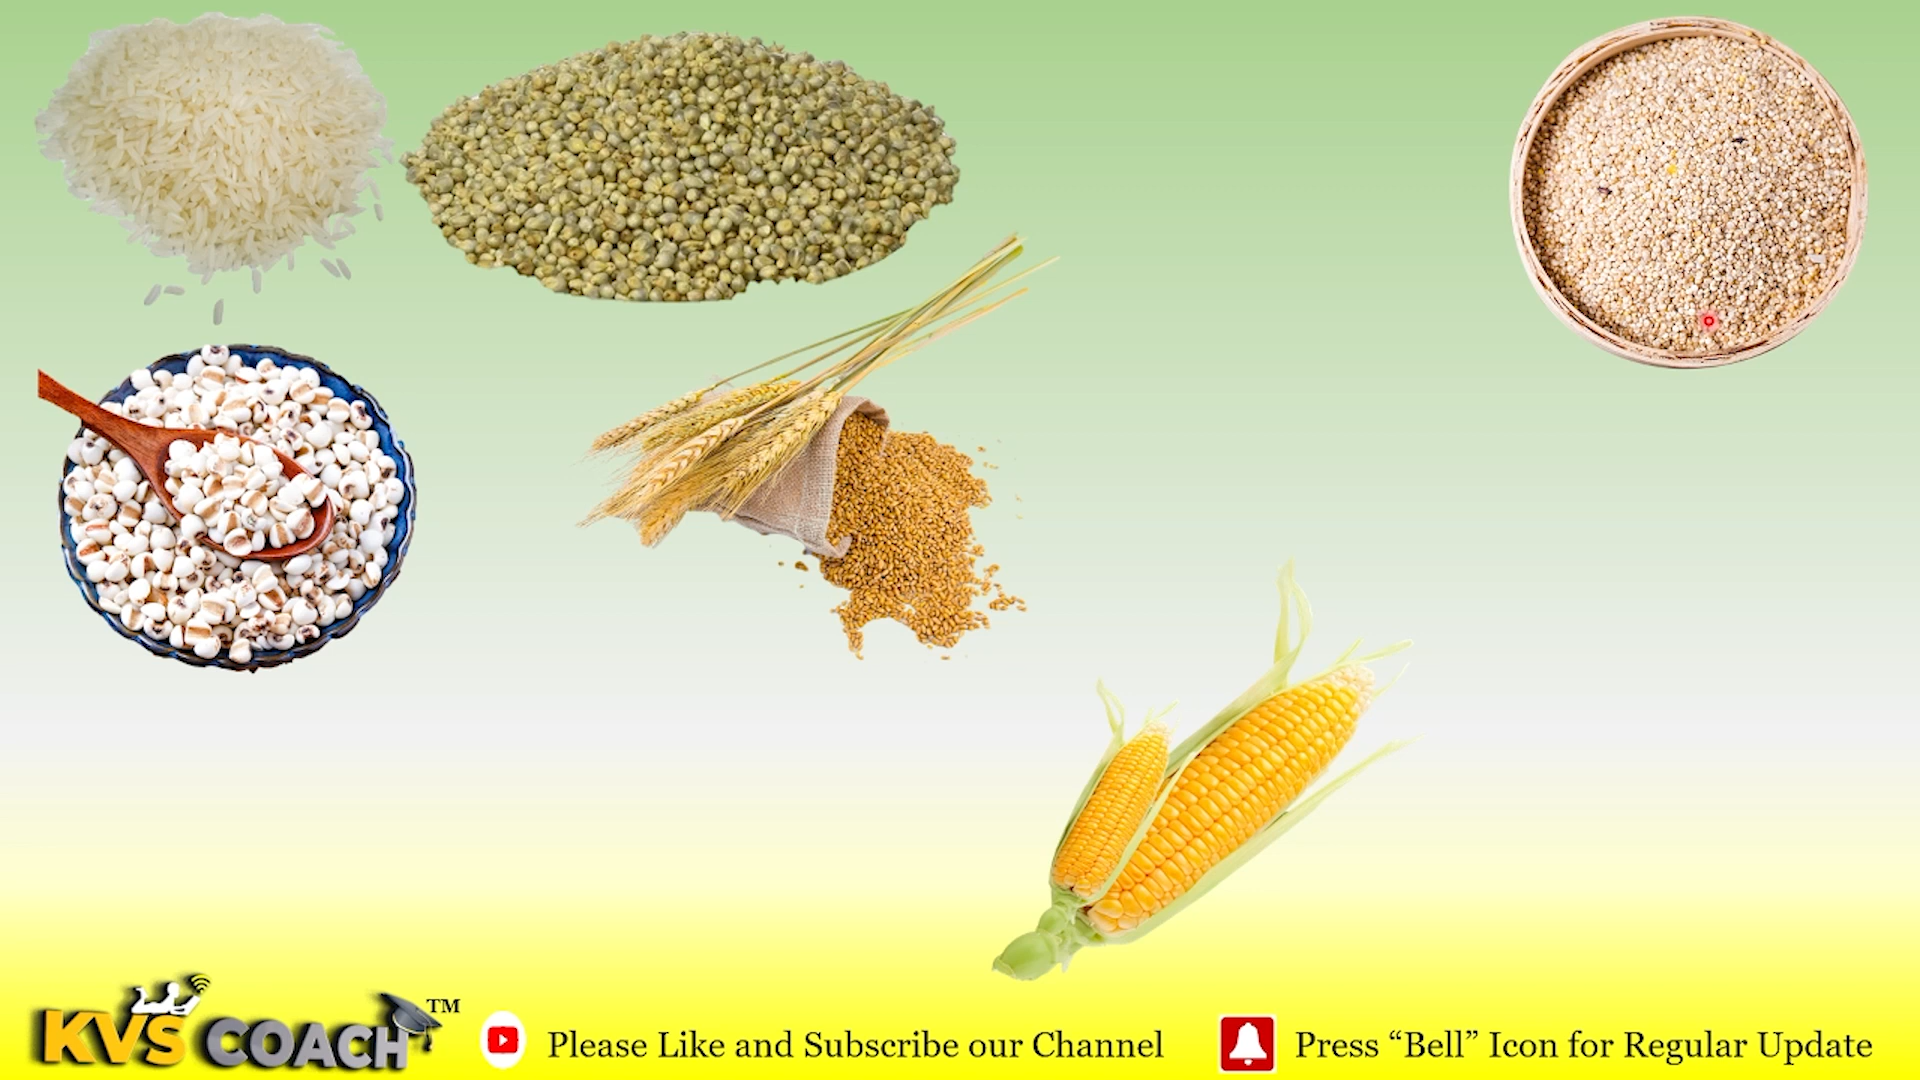 KVS COACH™
Please Like and Subscribe our Channel
Press “Bell” Icon for Regular Update